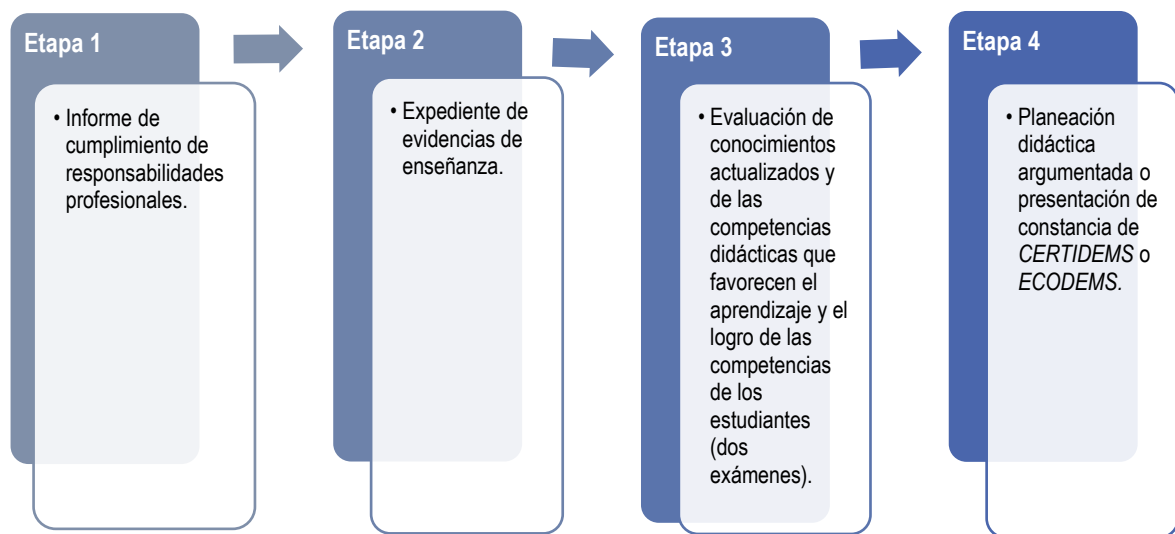 Etapa 1
• Informe de
cumplimiento de
responsabilidades
profesionales.
Etapa 2
• Expediente de
evidencias de
enseñanza.
Etapa 3
• Evaluación de
conocimientos
actualizados y
de las
competencias
didácticas que
favorecen el
aprendizaje y el
logro de las
competencias
de los
estudiantes
(dos
exámenes).
Etapa 4
• Planeación
didáctica
argumentada o
presentación de
constancia de
CERTIDEMS o
ECODEMS.